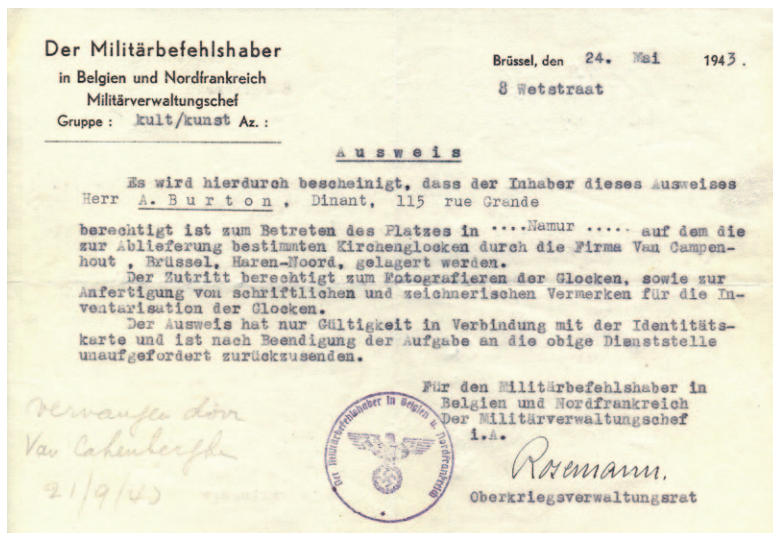 Der Militärbefehlshaber
in Belgien und Nordfrankreich
Militärverwaltungschef
Gruppe : kult/kunst Az. :
Brüssel, den 24. Mai 1943.
8 Wetstraat
Ausweis
Es wird hierdurch bescheinigt, dass der Inhaber dieses Ausweises
Herr A. Burton , Dinant, 115 rue Grande
berechtigt ist zum Betreten des Platzes in ....Namur ..... auf dem die
zur Ablieferung bestimmten Kirchenglocken durch die Firma Van Campen-
hout , Brüssel, Haren-Noord, gelagert werden.
Der Zutritt berechtigt zum Fotografieren der Glocken, sowie zur
Anfertigung von schriftlichen und zeichnerischen Vermerken für die In-
ventarisation der Glocken.
Der Ausweis hat nur Gültigkeit in Verbindung mit der Identitäts-
karte und ist nach Beendigung der Aufgabe an die obige Dienststelle
unaufgefordert zurückzusenden.
Für den Militärbefehlshaber in
Belgien und Nordfrankreich
Der Militärverwaltungschef
i.A.
Rosemann.
Oberkriegsverwaltungsrat
Der Militärbefehlshaber in Belgien u. Nordfrankreich
vervangen door
Van
21/9/43